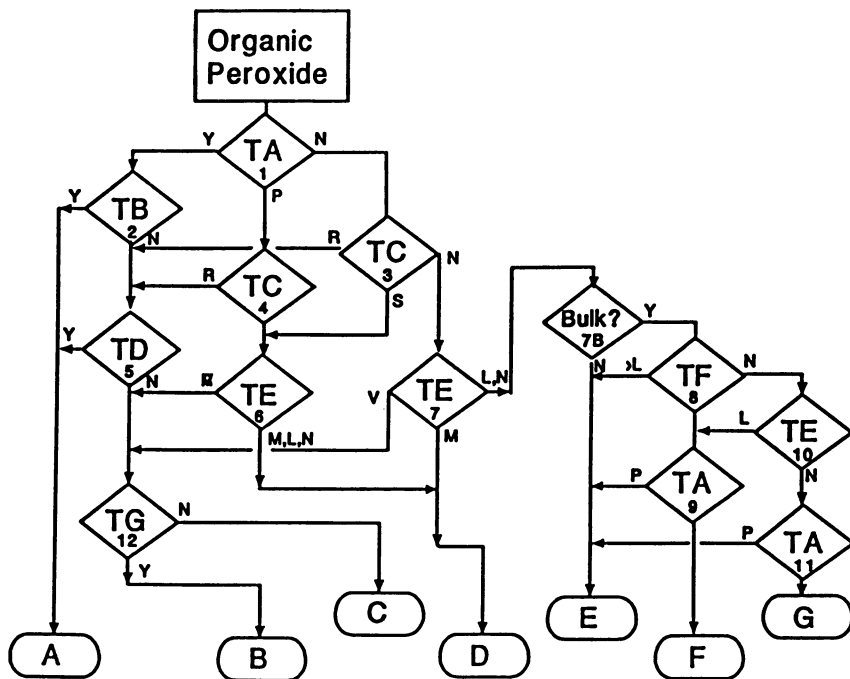 Organic
Peroxide
Y
TA
1
N
P
Y
TB
2
N
R
TC
3
N
S
R
TC
4
Bulk?
7B
Y
Y
TD
5
N
TE
6
M,L,N
V
TE
7
L,N
M
N
›L
TF
8
N
L
TE
10
N
P
TA
9
P
TA
11
TG
12
N
Y
A
B
C
D
E
F
G